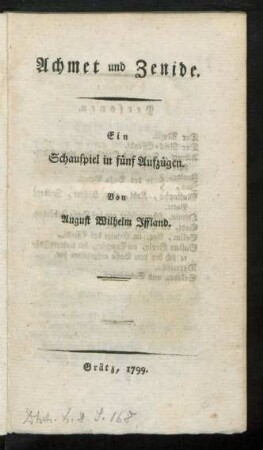 Achmet und Zenide.
Ein
Schauspiel in fünf Aufzügen.
Von
August Wilhelm Iffland.
Grätz, 1799.